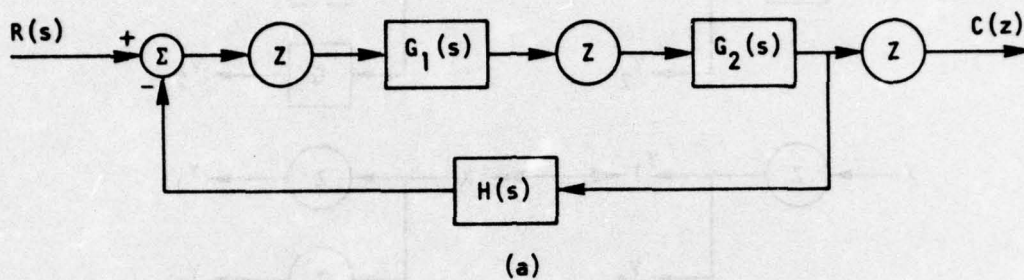 R(s) + Σ - Z G₁(s) Z G₂(s) Z C(z)
H(s)
(a)